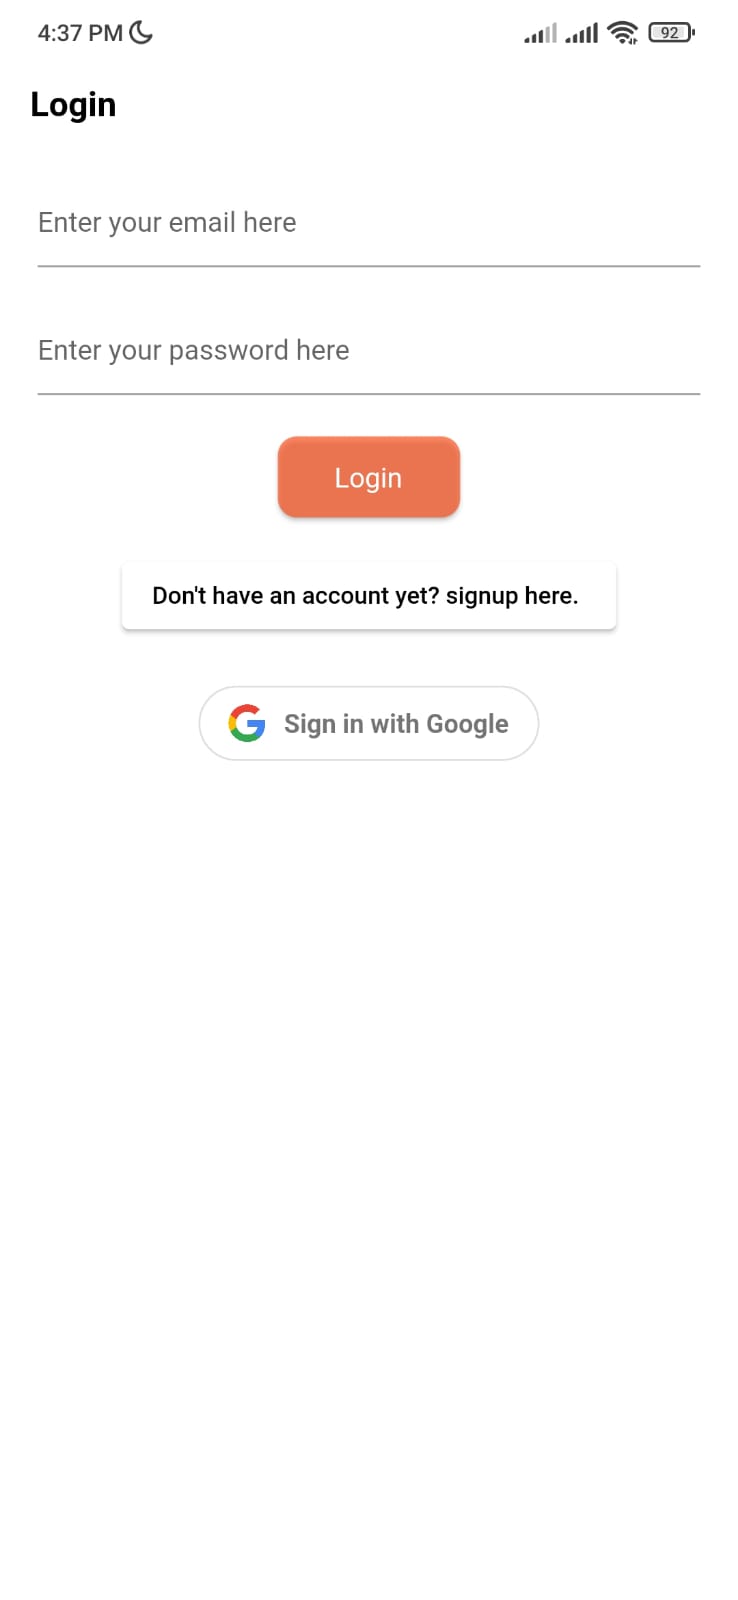 4:37 PM 92
Login
Enter your email here
Enter your password here
Login
Don't have an account yet? signup here.
Sign in with Google